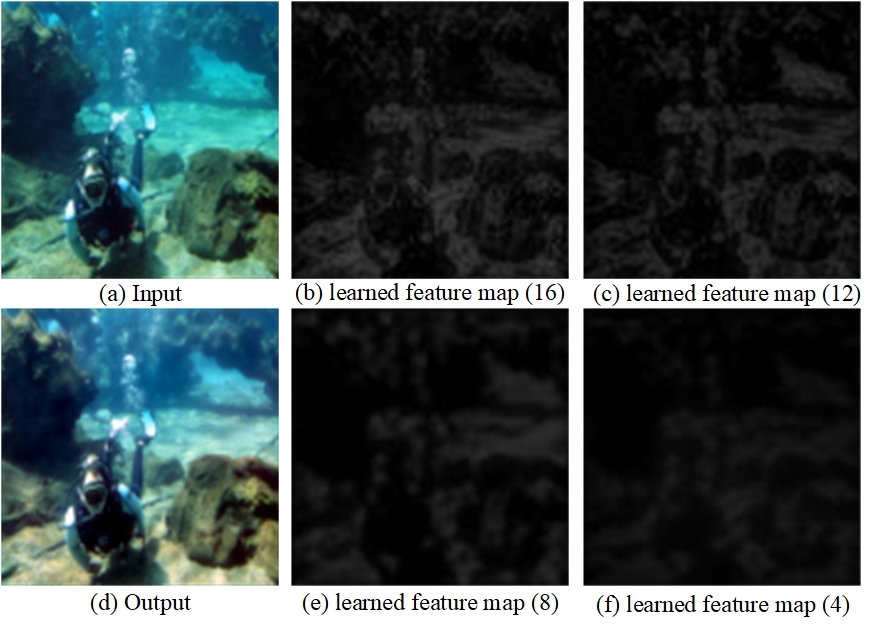 (a) Input
(b) learned feature map (16)
(c) learned feature map (12)
(d) Output
(e) learned feature map (8)
(f) learned feature map (4)